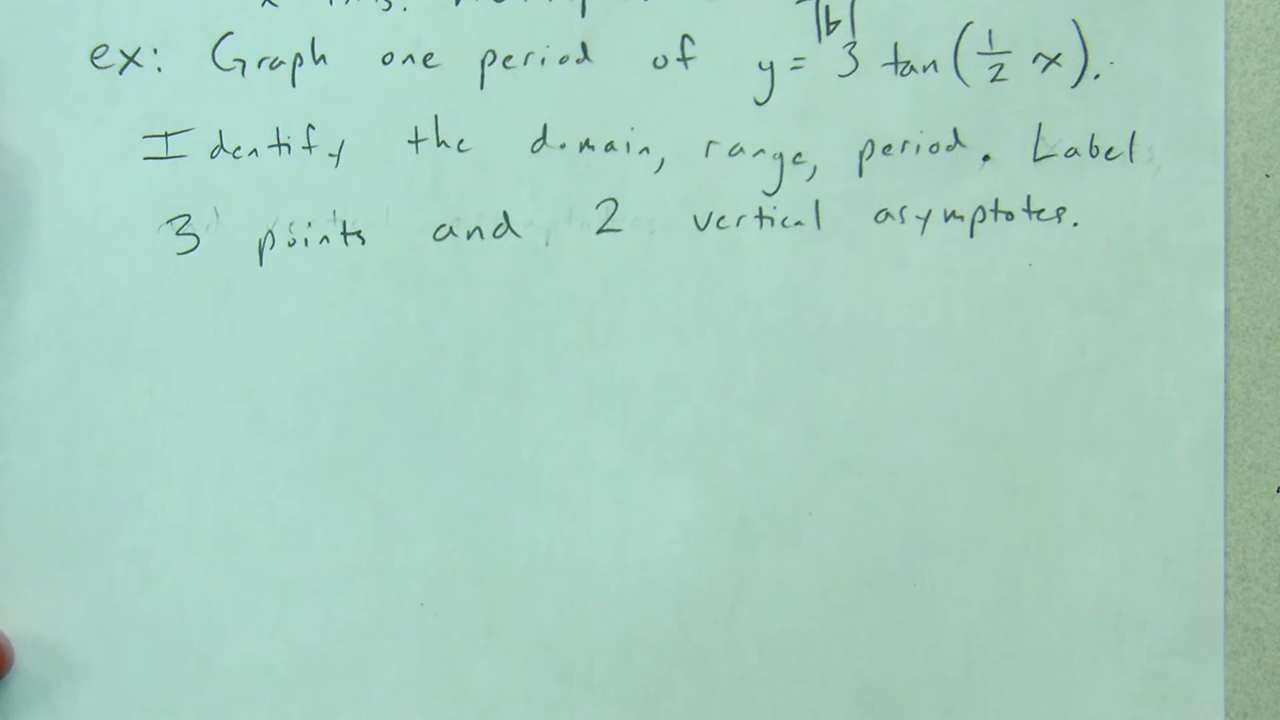 |b|
ex: Graph one period of y = 3 tan(1/2 x).
Identify the domain, range, period. Label
3 points and 2 vertical asymptotes.